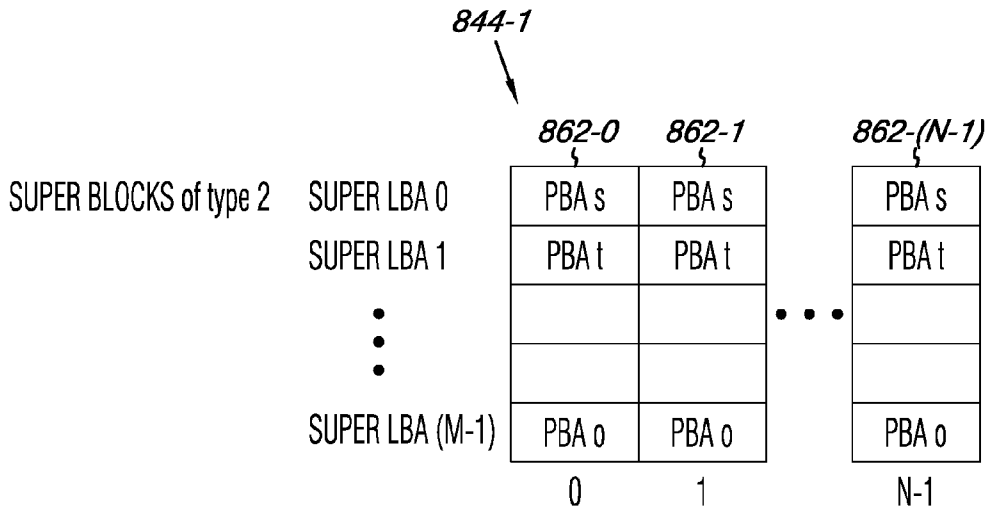 844-1
862-0 862-1 862-(N-1)
SUPER BLOCKS of type 2 SUPER LBA 0 PBA s PBA s PBA s
SUPER LBA 1 PBA t PBA t PBA t
SUPER LBA (M-1) PBA o PBA o PBA o
0 1 N-1